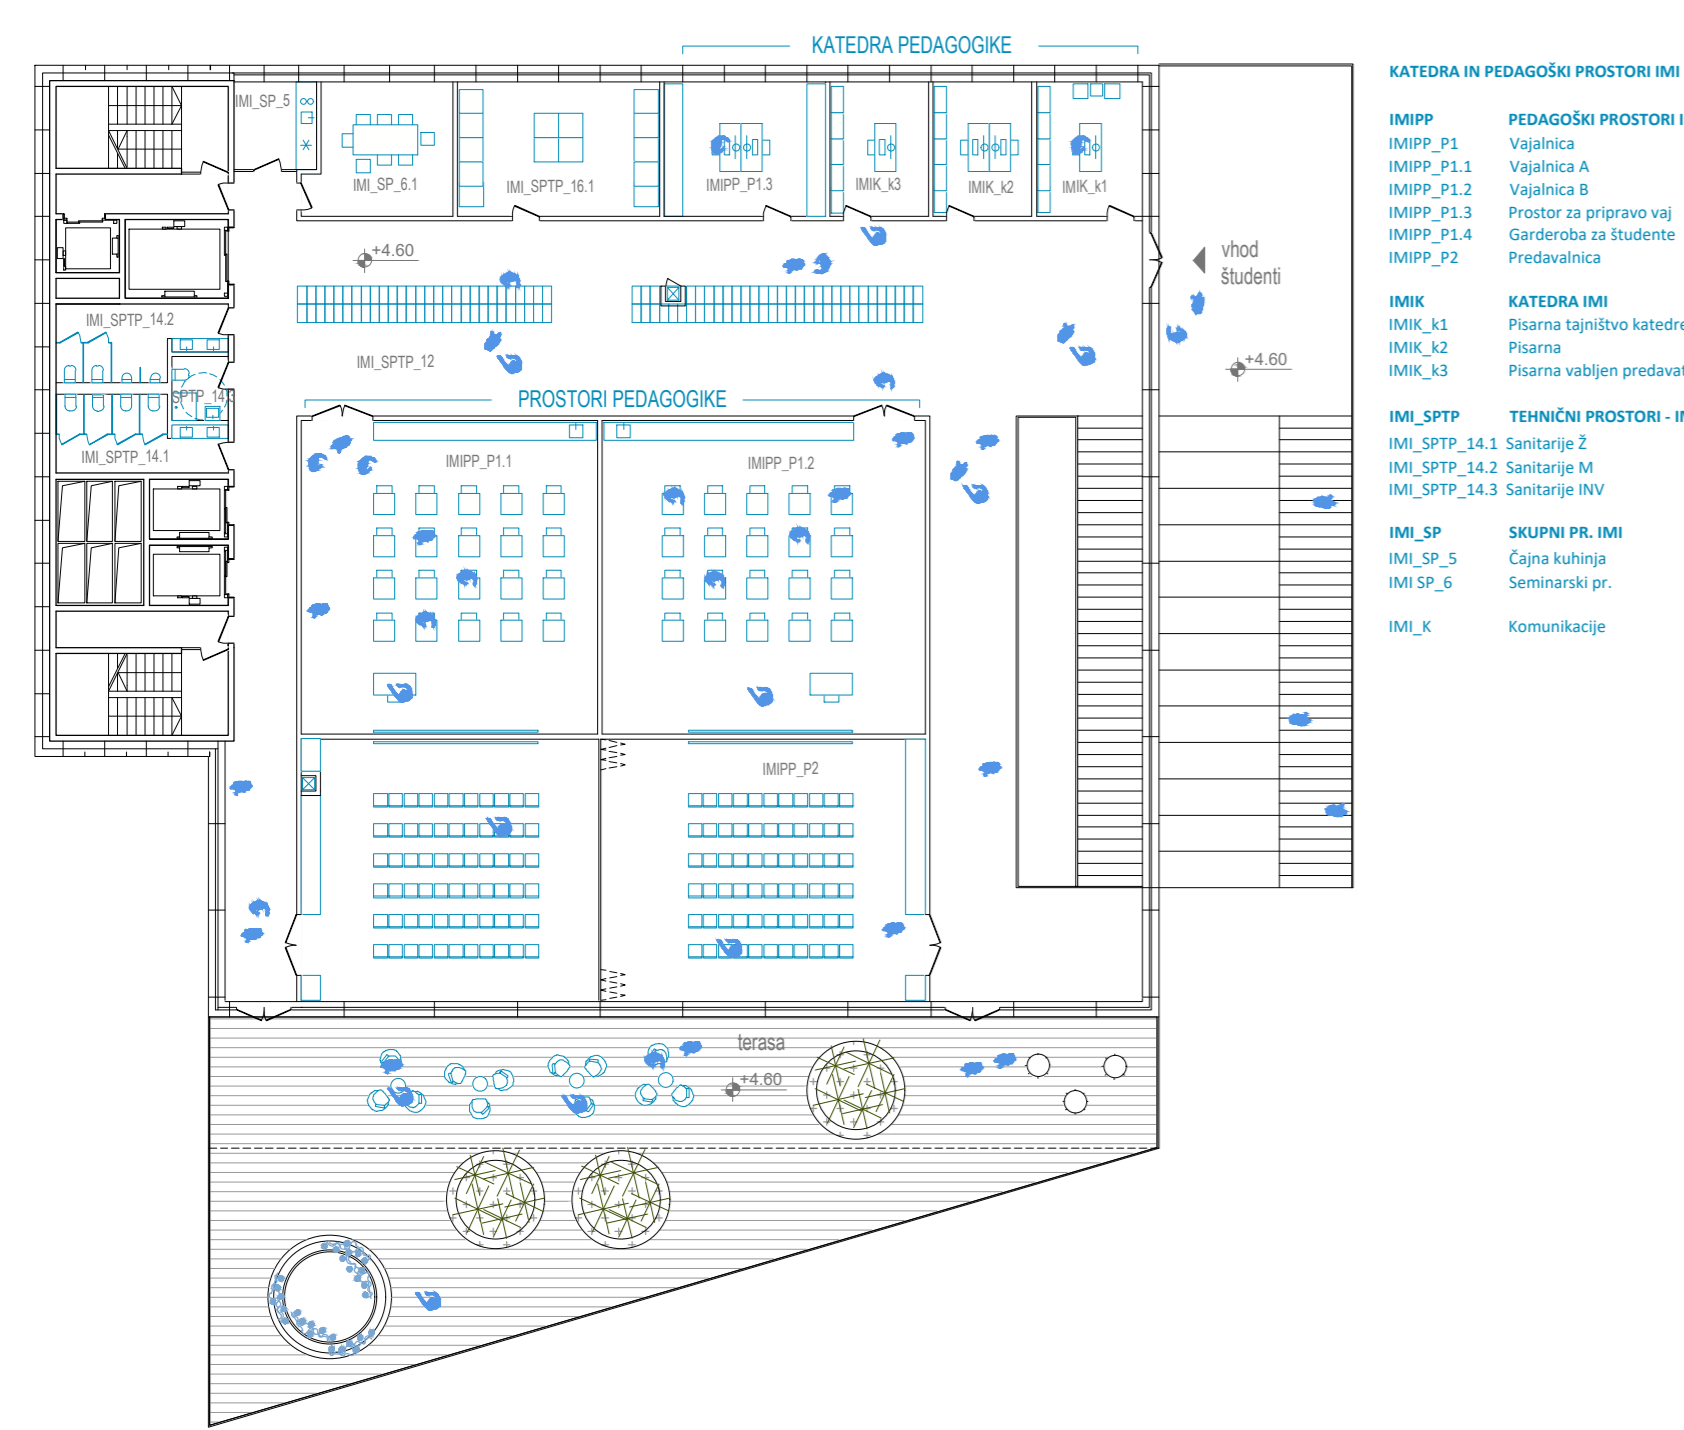 KATEDRA PEDAGOGIKE
IMI_SP_5
IMI_SP_6.1
IMI_SPTP_16.1
IMIPP_P1.3
IMIK_k3
IMIK_k2
IMIK_k1
+4.60
vhod
študenti
IMI_SPTP_14.2
IMI_SPTP_12
+4.60
SPTP_14.3
PROSTORI PEDAGOGIKE
IMI_SPTP_14.1
IMIPP_P1.1
IMIPP_P1.2
IMIPP_P2
terasa
+4.60
KATEDRA IN PEDAGOŠKI PROSTORI IMI
IMIPP PEDAGOŠKI PROSTORI I
IMIPP_P1 Vajalnica
IMIPP_P1.1 Vajalnica A
IMIPP_P1.2 Vajalnica B
IMIPP_P1.3 Prostor za pripravo vaj
IMIPP_P1.4 Garderoba za študente
IMIPP_P2 Predavalnica
IMIK KATEDRA IMI
IMIK_k1 Pisarna tajništvo katedre
IMIK_k2 Pisarna
IMIK_k3 Pisarna vabljen predavat
IMI_SPTP TEHNIČNI PROSTORI - IM
IMI_SPTP_14.1 Sanitarije Ž
IMI_SPTP_14.2 Sanitarije M
IMI_SPTP_14.3 Sanitarije INV
IMI_SP SKUPNI PR. IMI
IMI_SP_5 Čajna kuhinja
IMI SP_6 Seminarski pr.
IMI_K Komunikacije